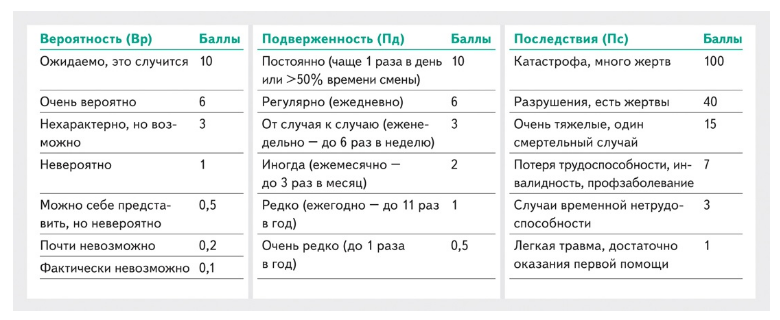 Вероятность (Вр) Баллы
Ожидаемо, это случится 10
Очень вероятно 6
Нехарактерно, но воз-
можно 3
Невероятно 1
Можно себе предста-
вить, но невероятно 0,5
Почти невозможно 0,2
Фактически невозможно 0,1
Подверженность (Пд) Баллы
Постоянно (чаще 1 раза в день
или >50% времени смены) 10
Регулярно (ежедневно) 6
От случая к случаю (ежене-
дельно – до 6 раз в неделю) 3
Иногда (ежемесячно –
до 3 раз в месяц) 2
Редко (ежегодно – до 11 раз
в год) 1
Очень редко (до 1 раза
в год) 0,5
Последствия (Пс) Баллы
Катастрофа, много жертв 100
Разрушения, есть жертвы 40
Очень тяжелые, один
смертельный случай 15
Потеря трудоспособности, ин-
валидность, профзаболевание 7
Случаи временной нетрудо-
способности 3
Легкая травма, достаточно
оказания первой помощи 1